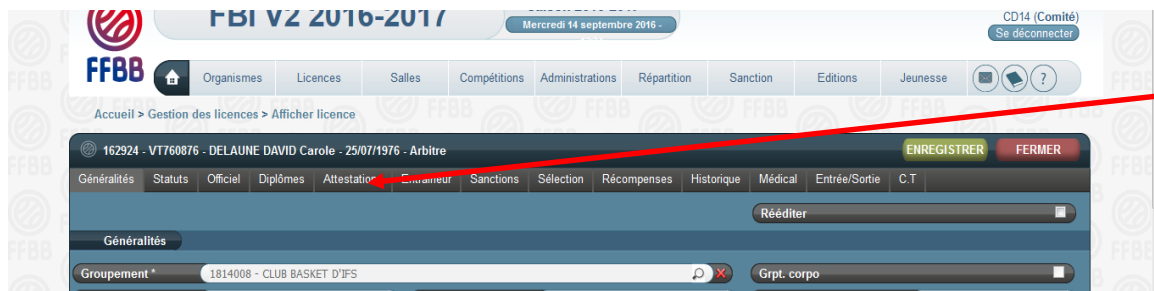 FBI V2 2016-2017
Mercredi 14 septembre 2016 -
CD14 (Comité)
Se déconnecter
FFBB
Organismes Licences Salles Compétitions Administrations Répartition Sanction Editions Jeunesse ?
Accueil > Gestion des licences > Afficher licence
162924 - VT760876 - DELAUNE DAVID Carole - 25/07/1976 - Arbitre
ENREGISTRER FERMER
Généralités Statuts Officiel Diplômes Attestation Entraineur Sanctions Sélection Récompenses Historique Médical Entrée/Sortie C.T
Rééditer
Généralités
Groupement * 1814008 - CLUB BASKET D'IFS Grpt. corpo